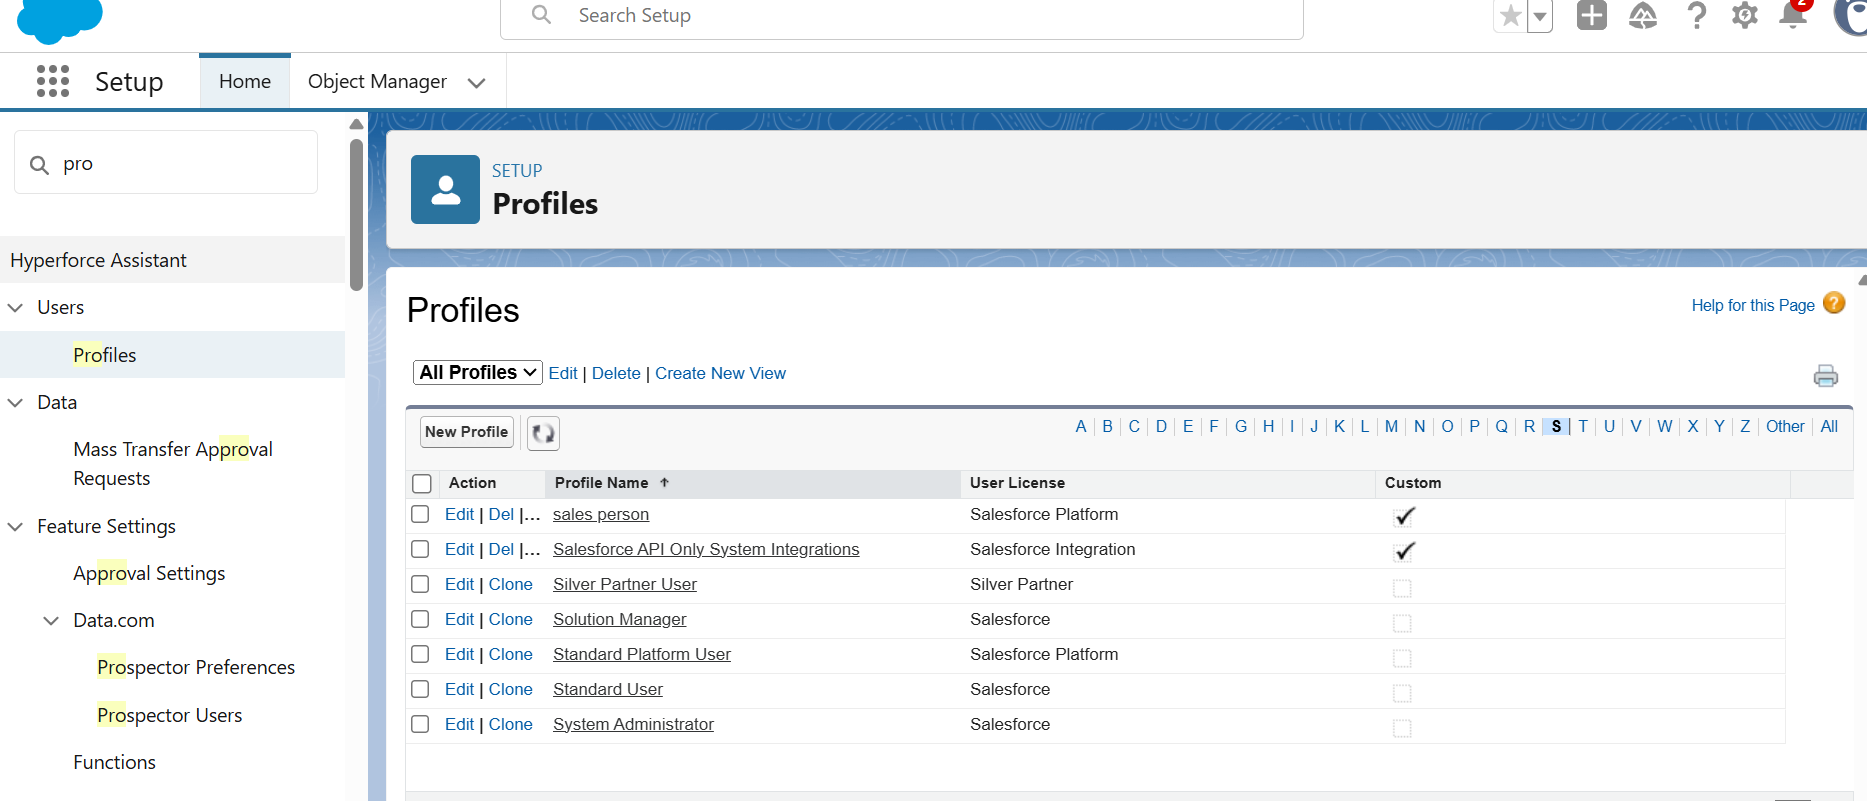 Search Setup
2
Setup
Home
Object Manager
pro
Hyperforce Assistant
Users
Profiles
Data
Mass Transfer Approval
Requests
Feature Settings
Approval Settings
Data.com
Prospector Preferences
Prospector Users
Functions
SETUP
Profiles
Profiles
Help for this Page ?
All Profiles Edit | Delete | Create New View
New Profile
A | B | C | D | E | F | G | H | I | J | K | L | M | N | O | P | Q | R | S | T | U | V | W | X | Y | Z | Other | All
Action Profile Name ↑ User License Custom
Edit | Del |... sales person Salesforce Platform ✓
Edit | Del |... Salesforce API Only System Integrations Salesforce Integration ✓
Edit | Clone Silver Partner User Silver Partner
Edit | Clone Solution Manager Salesforce
Edit | Clone Standard Platform User Salesforce Platform
Edit | Clone Standard User Salesforce
Edit | Clone System Administrator Salesforce